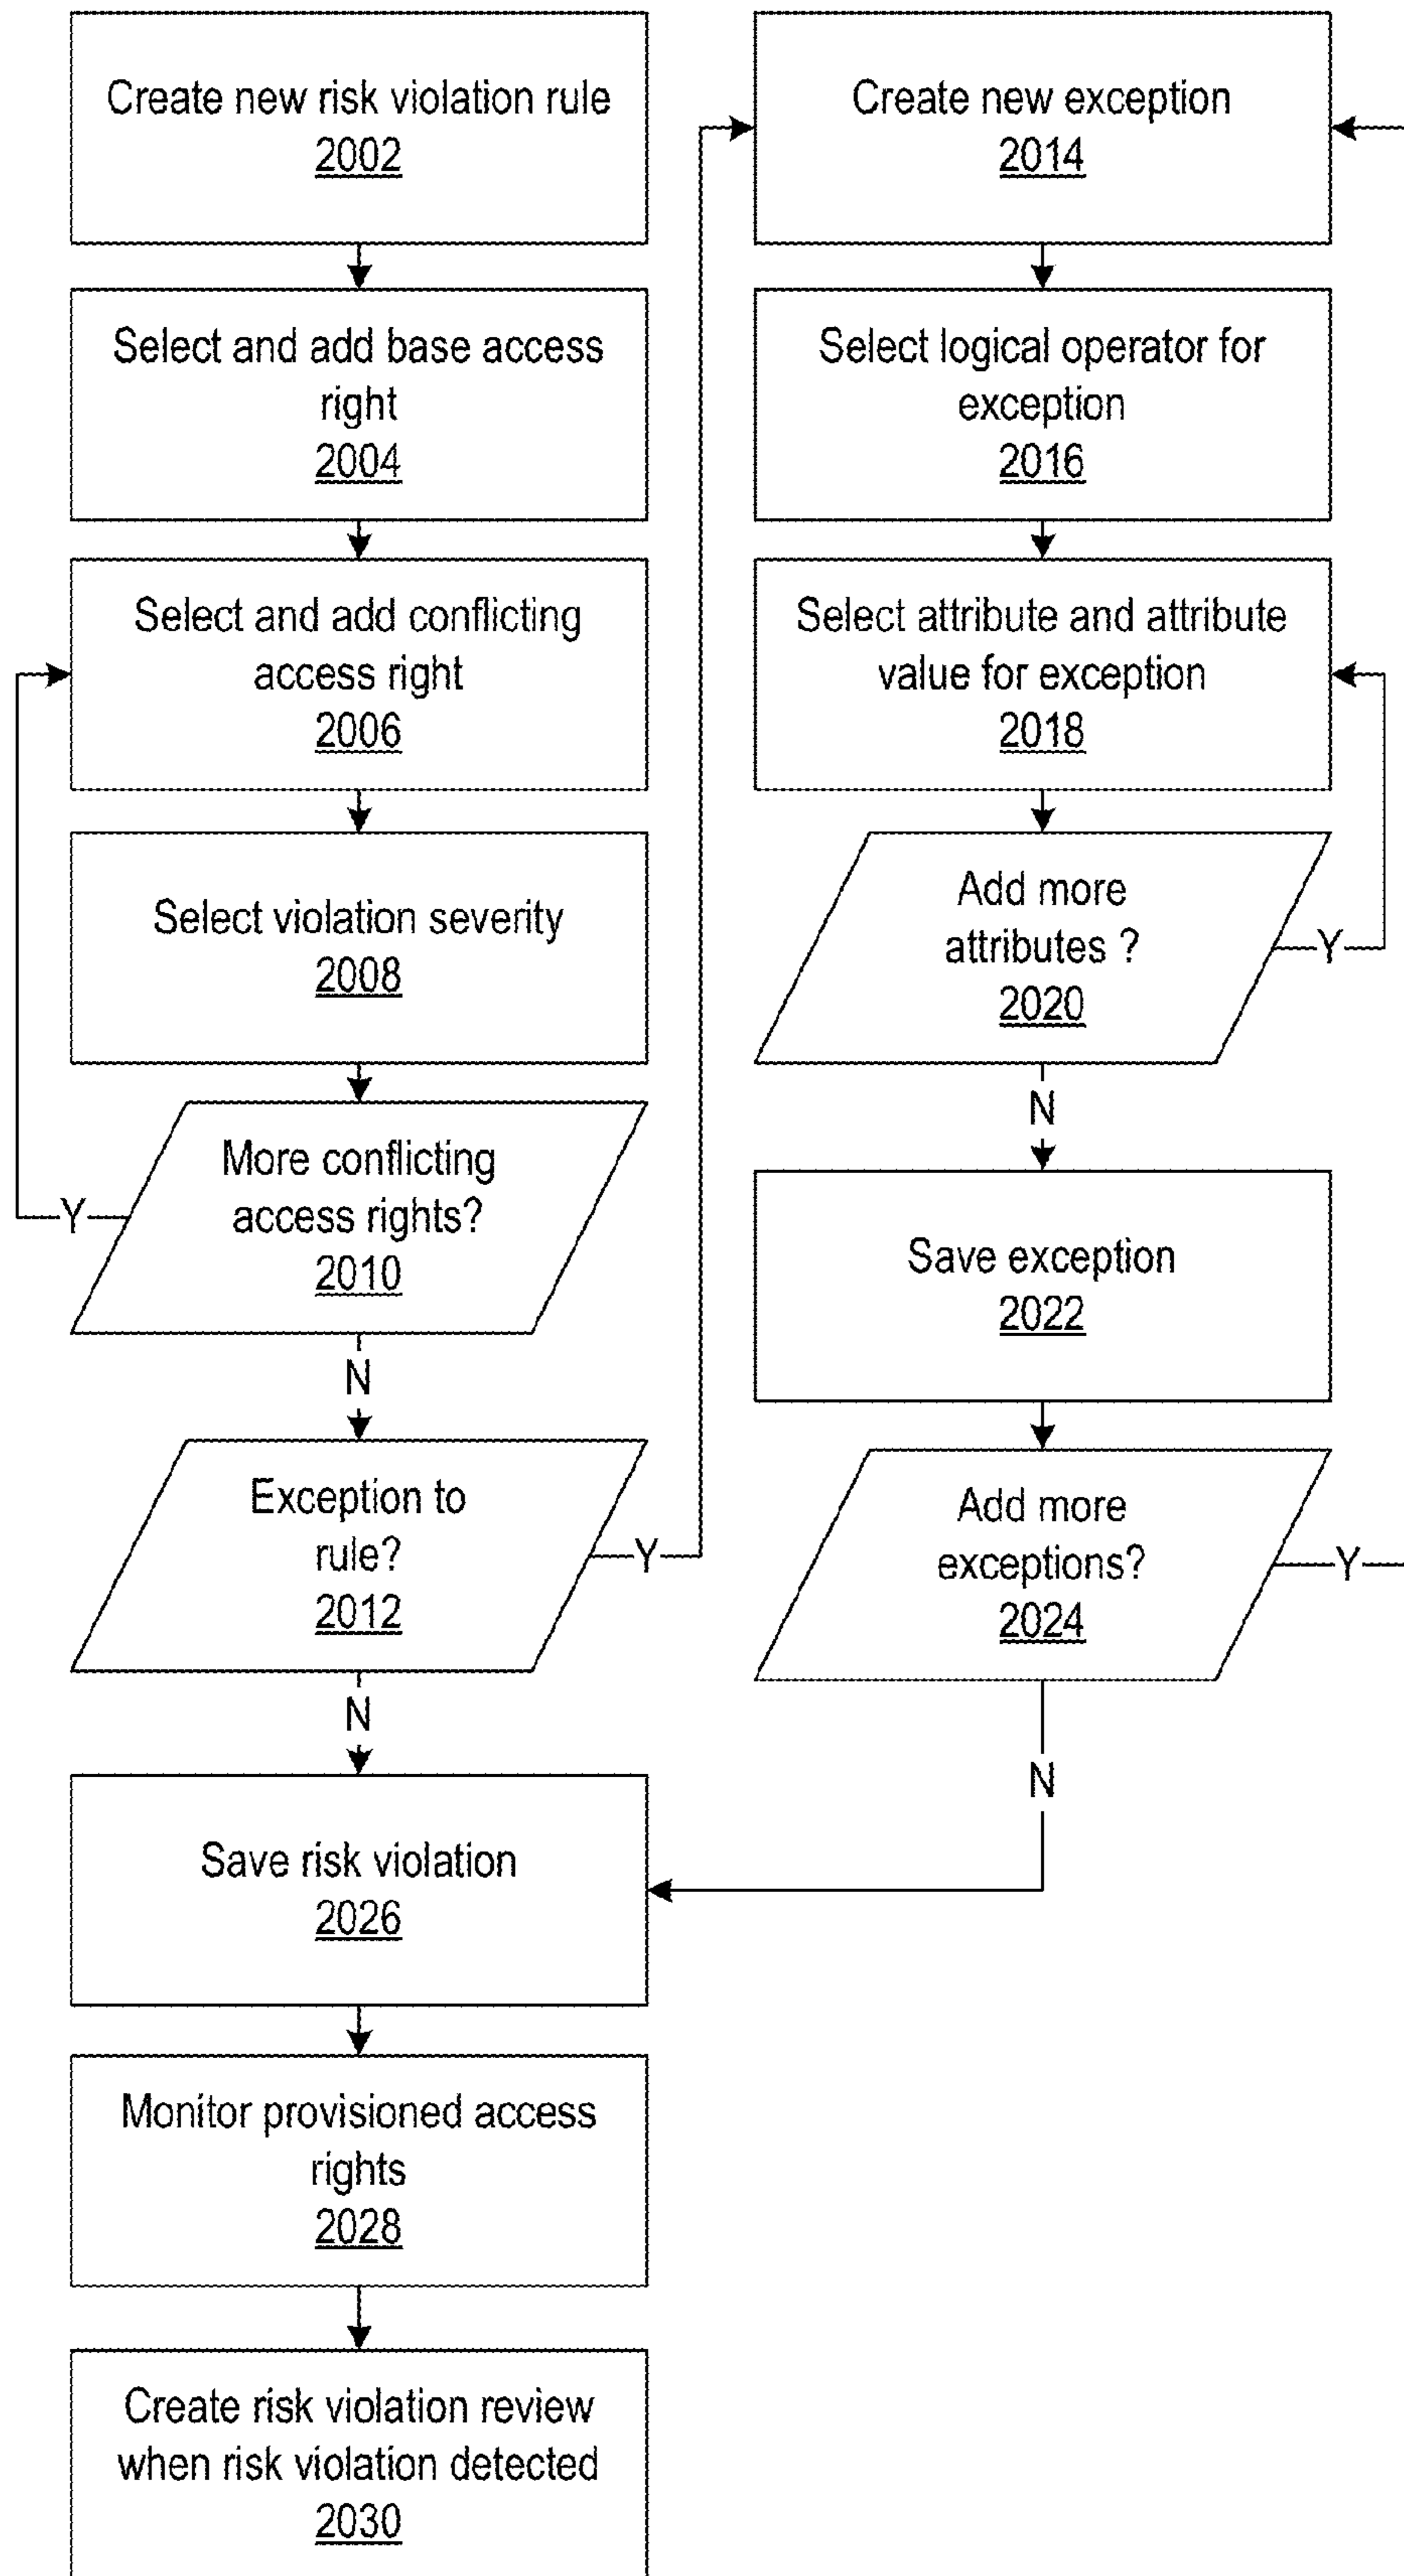 Create new risk violation rule
2002
Select and add base access
right
2004
Select and add conflicting
access right
2006
Select violation severity
2008
More conflicting
access rights?
2010
Y
N
Exception to
rule?
2012
Y
N
Save risk violation
2026
Monitor provisioned access
rights
2028
Create risk violation review
when risk violation detected
2030
Create new exception
2014
Select logical operator for
exception
2016
Select attribute and attribute
value for exception
2018
Add more
attributes ?
2020
Y
N
Save exception
2022
Add more
exceptions?
2024
Y
N